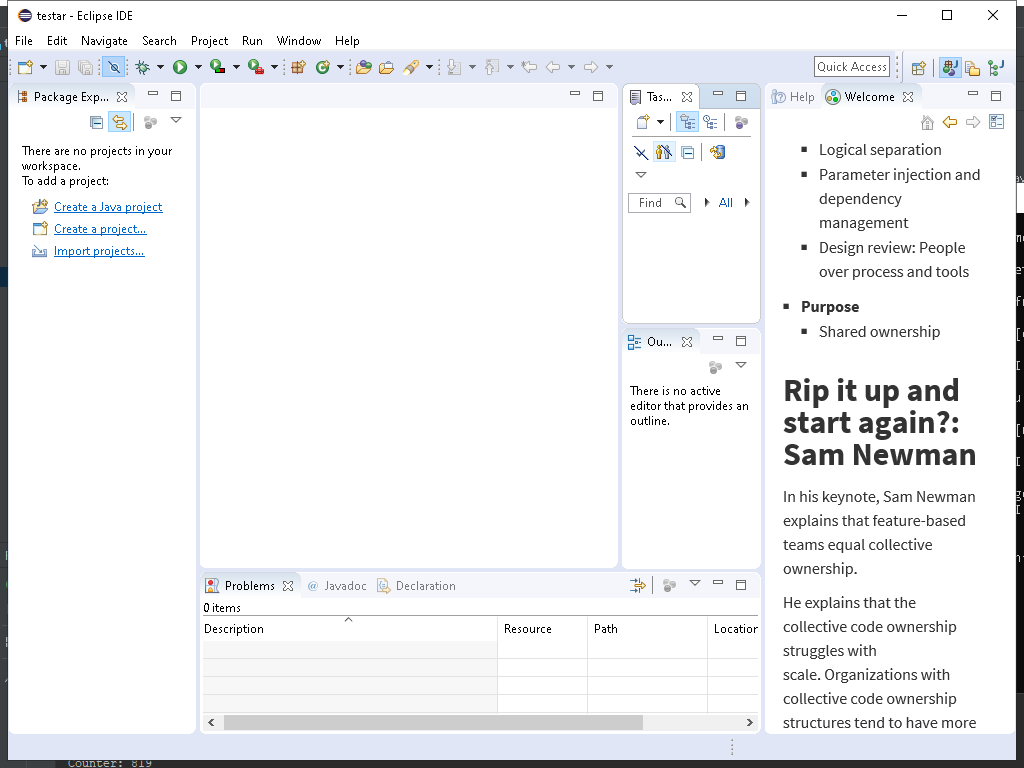 testar - Eclipse IDE
File Edit Navigate Search Project Run Window Help
Quick Access
Package Exp...
There are no projects in your
workspace.
To add a project:
Create a Java project
Create a project...
Import projects...
Tas...
Find
All
Ou...
There is no active
editor that provides an
outline.
Help Welcome
Logical separation
Parameter injection and
dependency
management
Design review: People
over process and tools
Purpose
Shared ownership
Rip it up and
start again?:
Sam Newman
In his keynote, Sam Newman
explains that feature-based
teams equal collective
ownership.
He explains that the
collective code ownership
struggles with
scale. Organizations with
collective code ownership
structures tend to have more
Problems @ Javadoc Declaration
0 items
Description Resource Path Location
Counter: 819